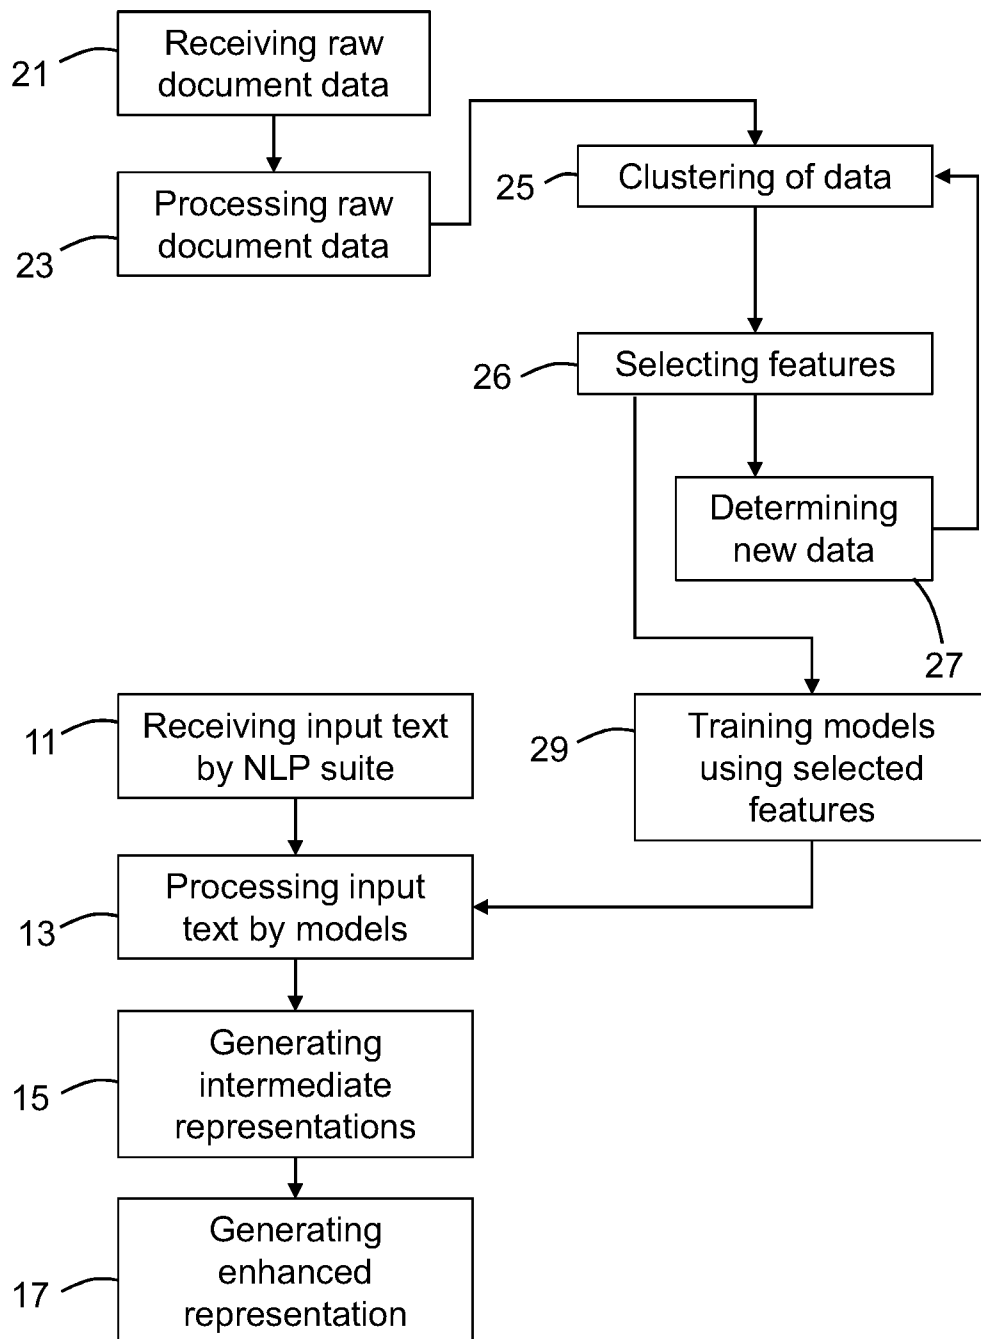 21
Receiving raw
document data
23
Processing raw
document data
25
Clustering of data
26
Selecting features
Determining
new data
27
29
Training models
using selected
features
11
Receiving input text
by NLP suite
13
Processing input
text by models
15
Generating
intermediate
representations
17
Generating
enhanced
representation